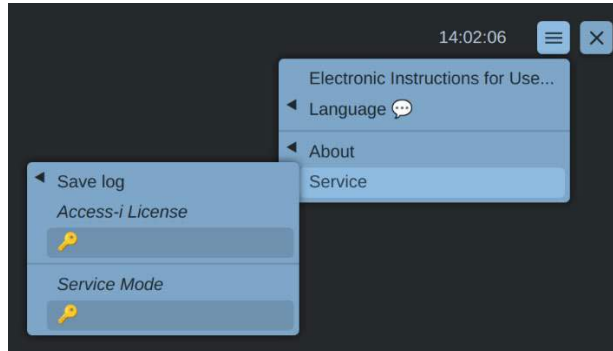 14:02:06
Electronic Instructions for Use...
Language 💬
About
Service
Save log
Access-i License
🔑
Service Mode
🔑